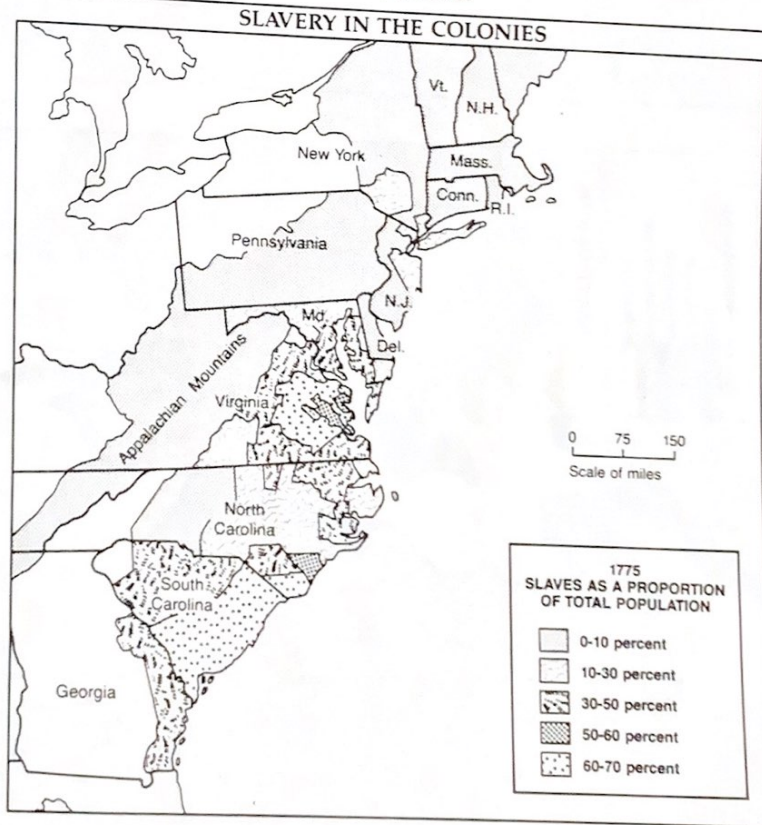 SLAVERY IN THE COLONIES
Vt.
N.H.
New York
Mass.
Conn.
R.I.
Pennsylvania
N.J.
Md.
Del.
Appalachian Mountains
Virginia
0 75 150
Scale of miles
North
Carolina
South
Carolina
Georgia
1775
SLAVES AS A PROPORTION
OF TOTAL POPULATION
0-10 percent
10-30 percent
30-50 percent
50-60 percent
60-70 percent